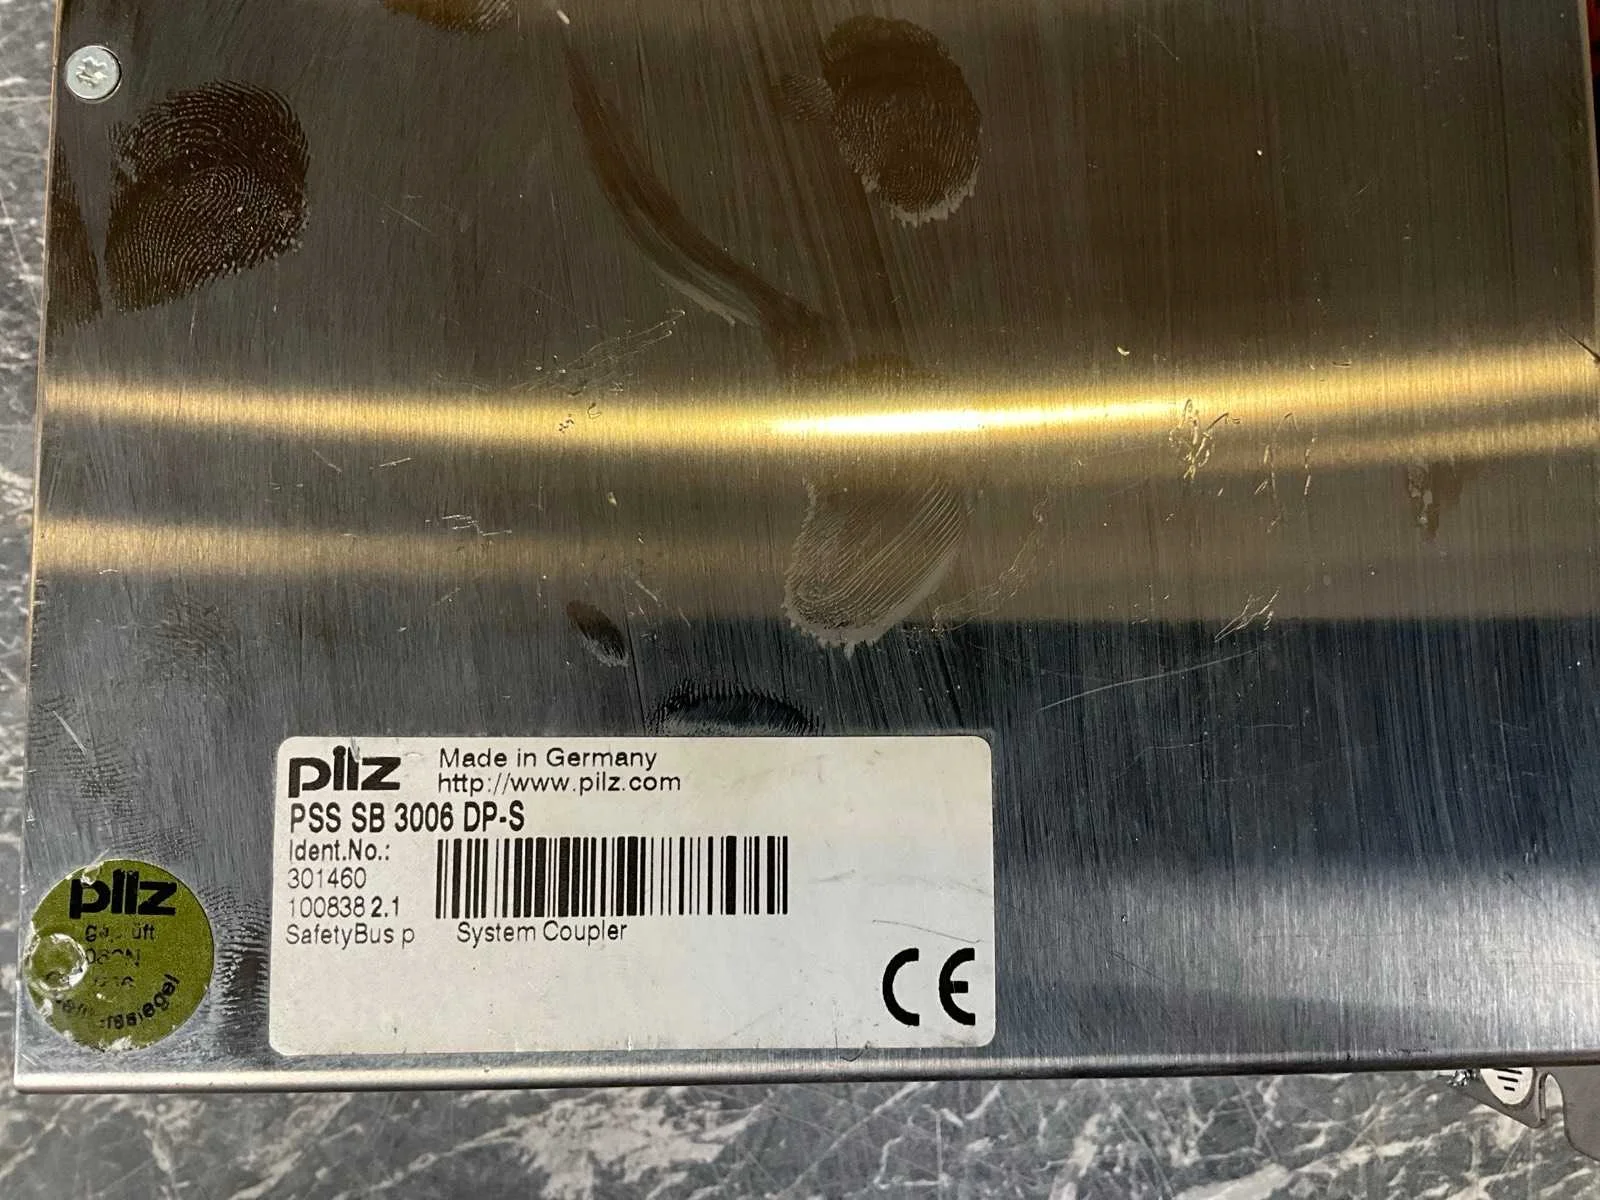 pilz Made in Germany
http://www.pilz.com
PSS SB 3006 DP-S
Ident.No.:
301460
100838 2.1
SafetyBus p System Coupler
CE
pilz